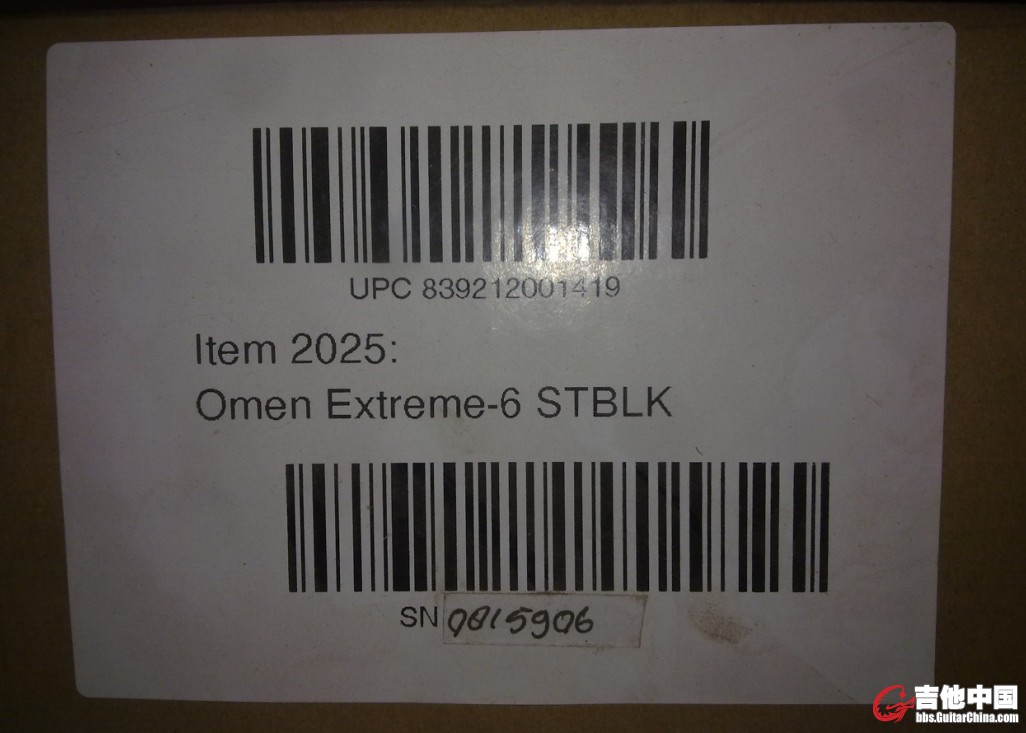 UPC 839212001419
Item 2025:
Omen Extreme-6 STBLK
SN 0815906
吉他中国
bbs.GuitarChina.com